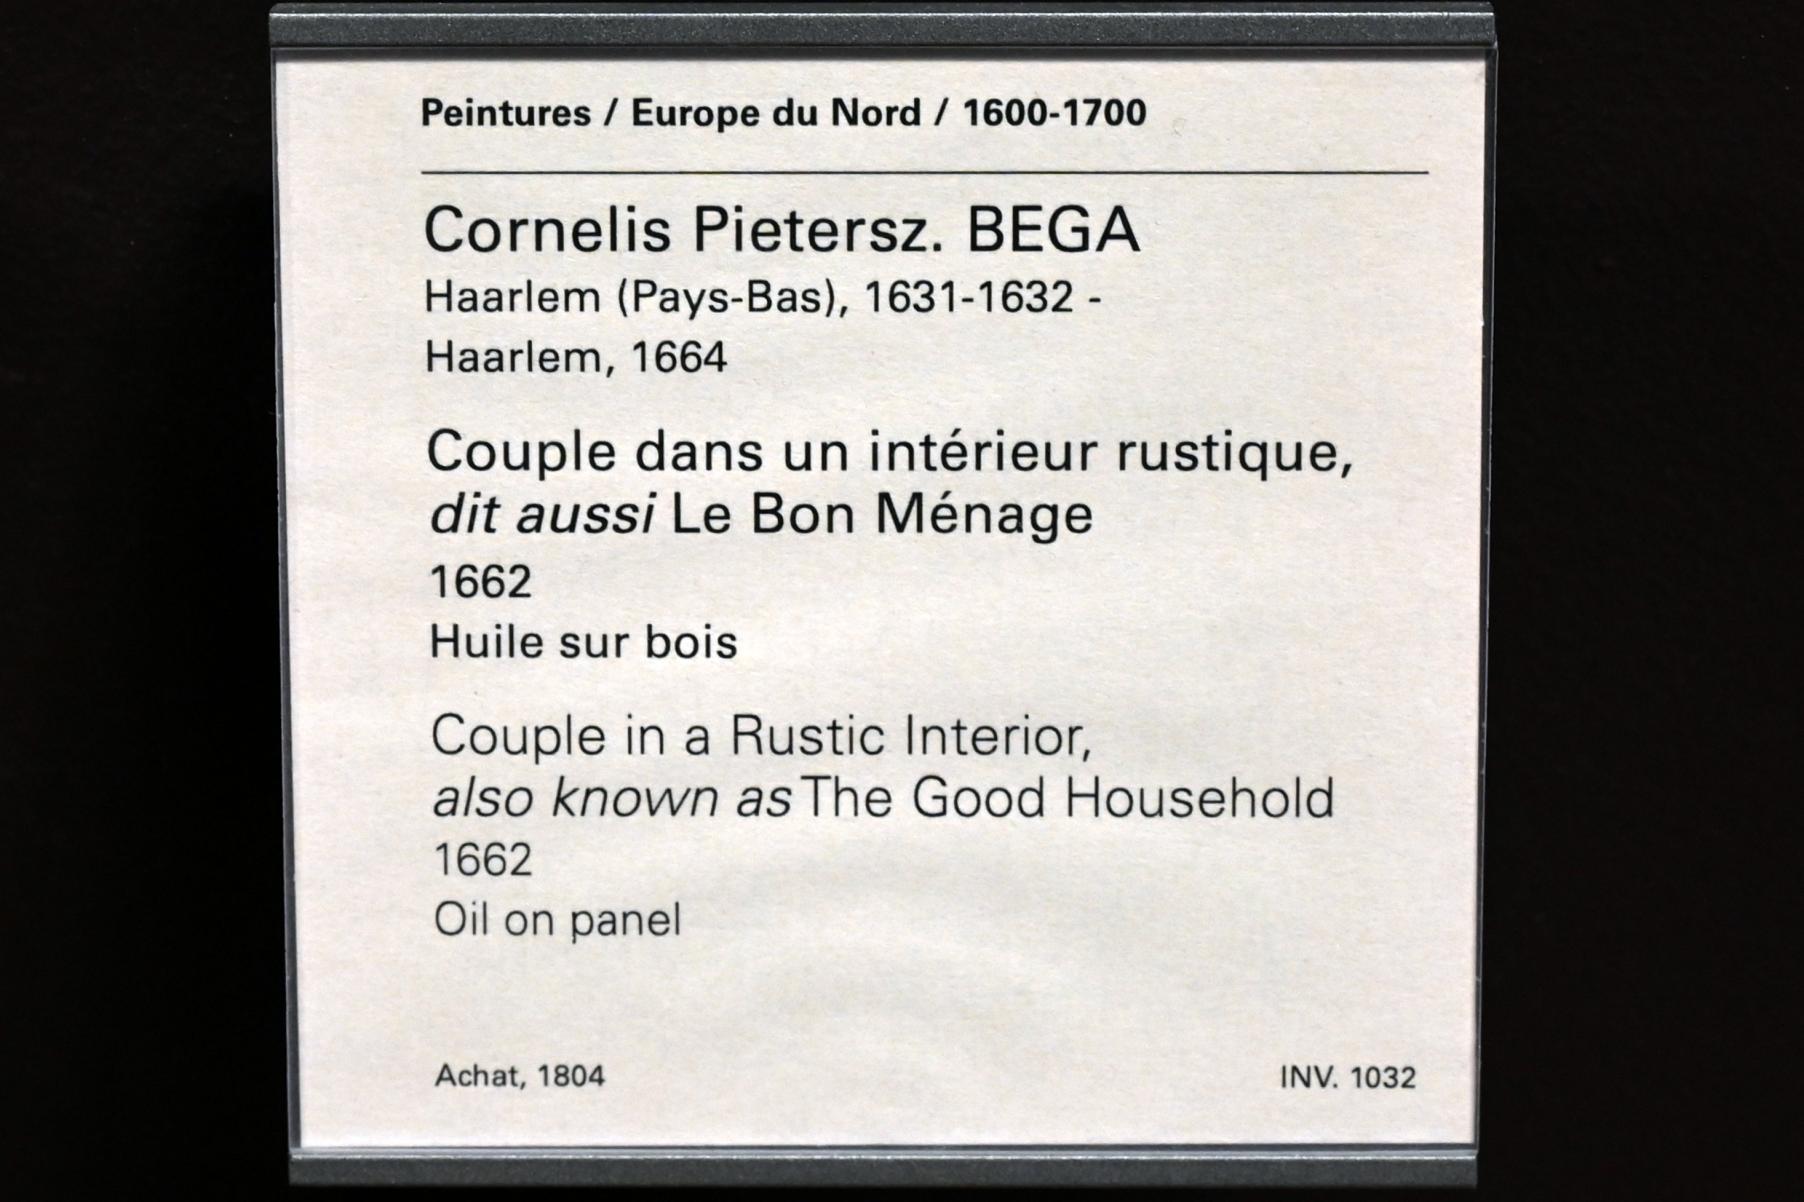 Peintures / Europe du Nord / 1600-1700
Cornelis Pietersz. BEGA
Haarlem (Pays-Bas), 1631-1632 -
Haarlem, 1664
Couple dans un intérieur rustique,
dit aussi Le Bon Ménage
1662
Huile sur bois
Couple in a Rustic Interior,
also known as The Good Household
1662
Oil on panel
Achat, 1804
INV. 1032